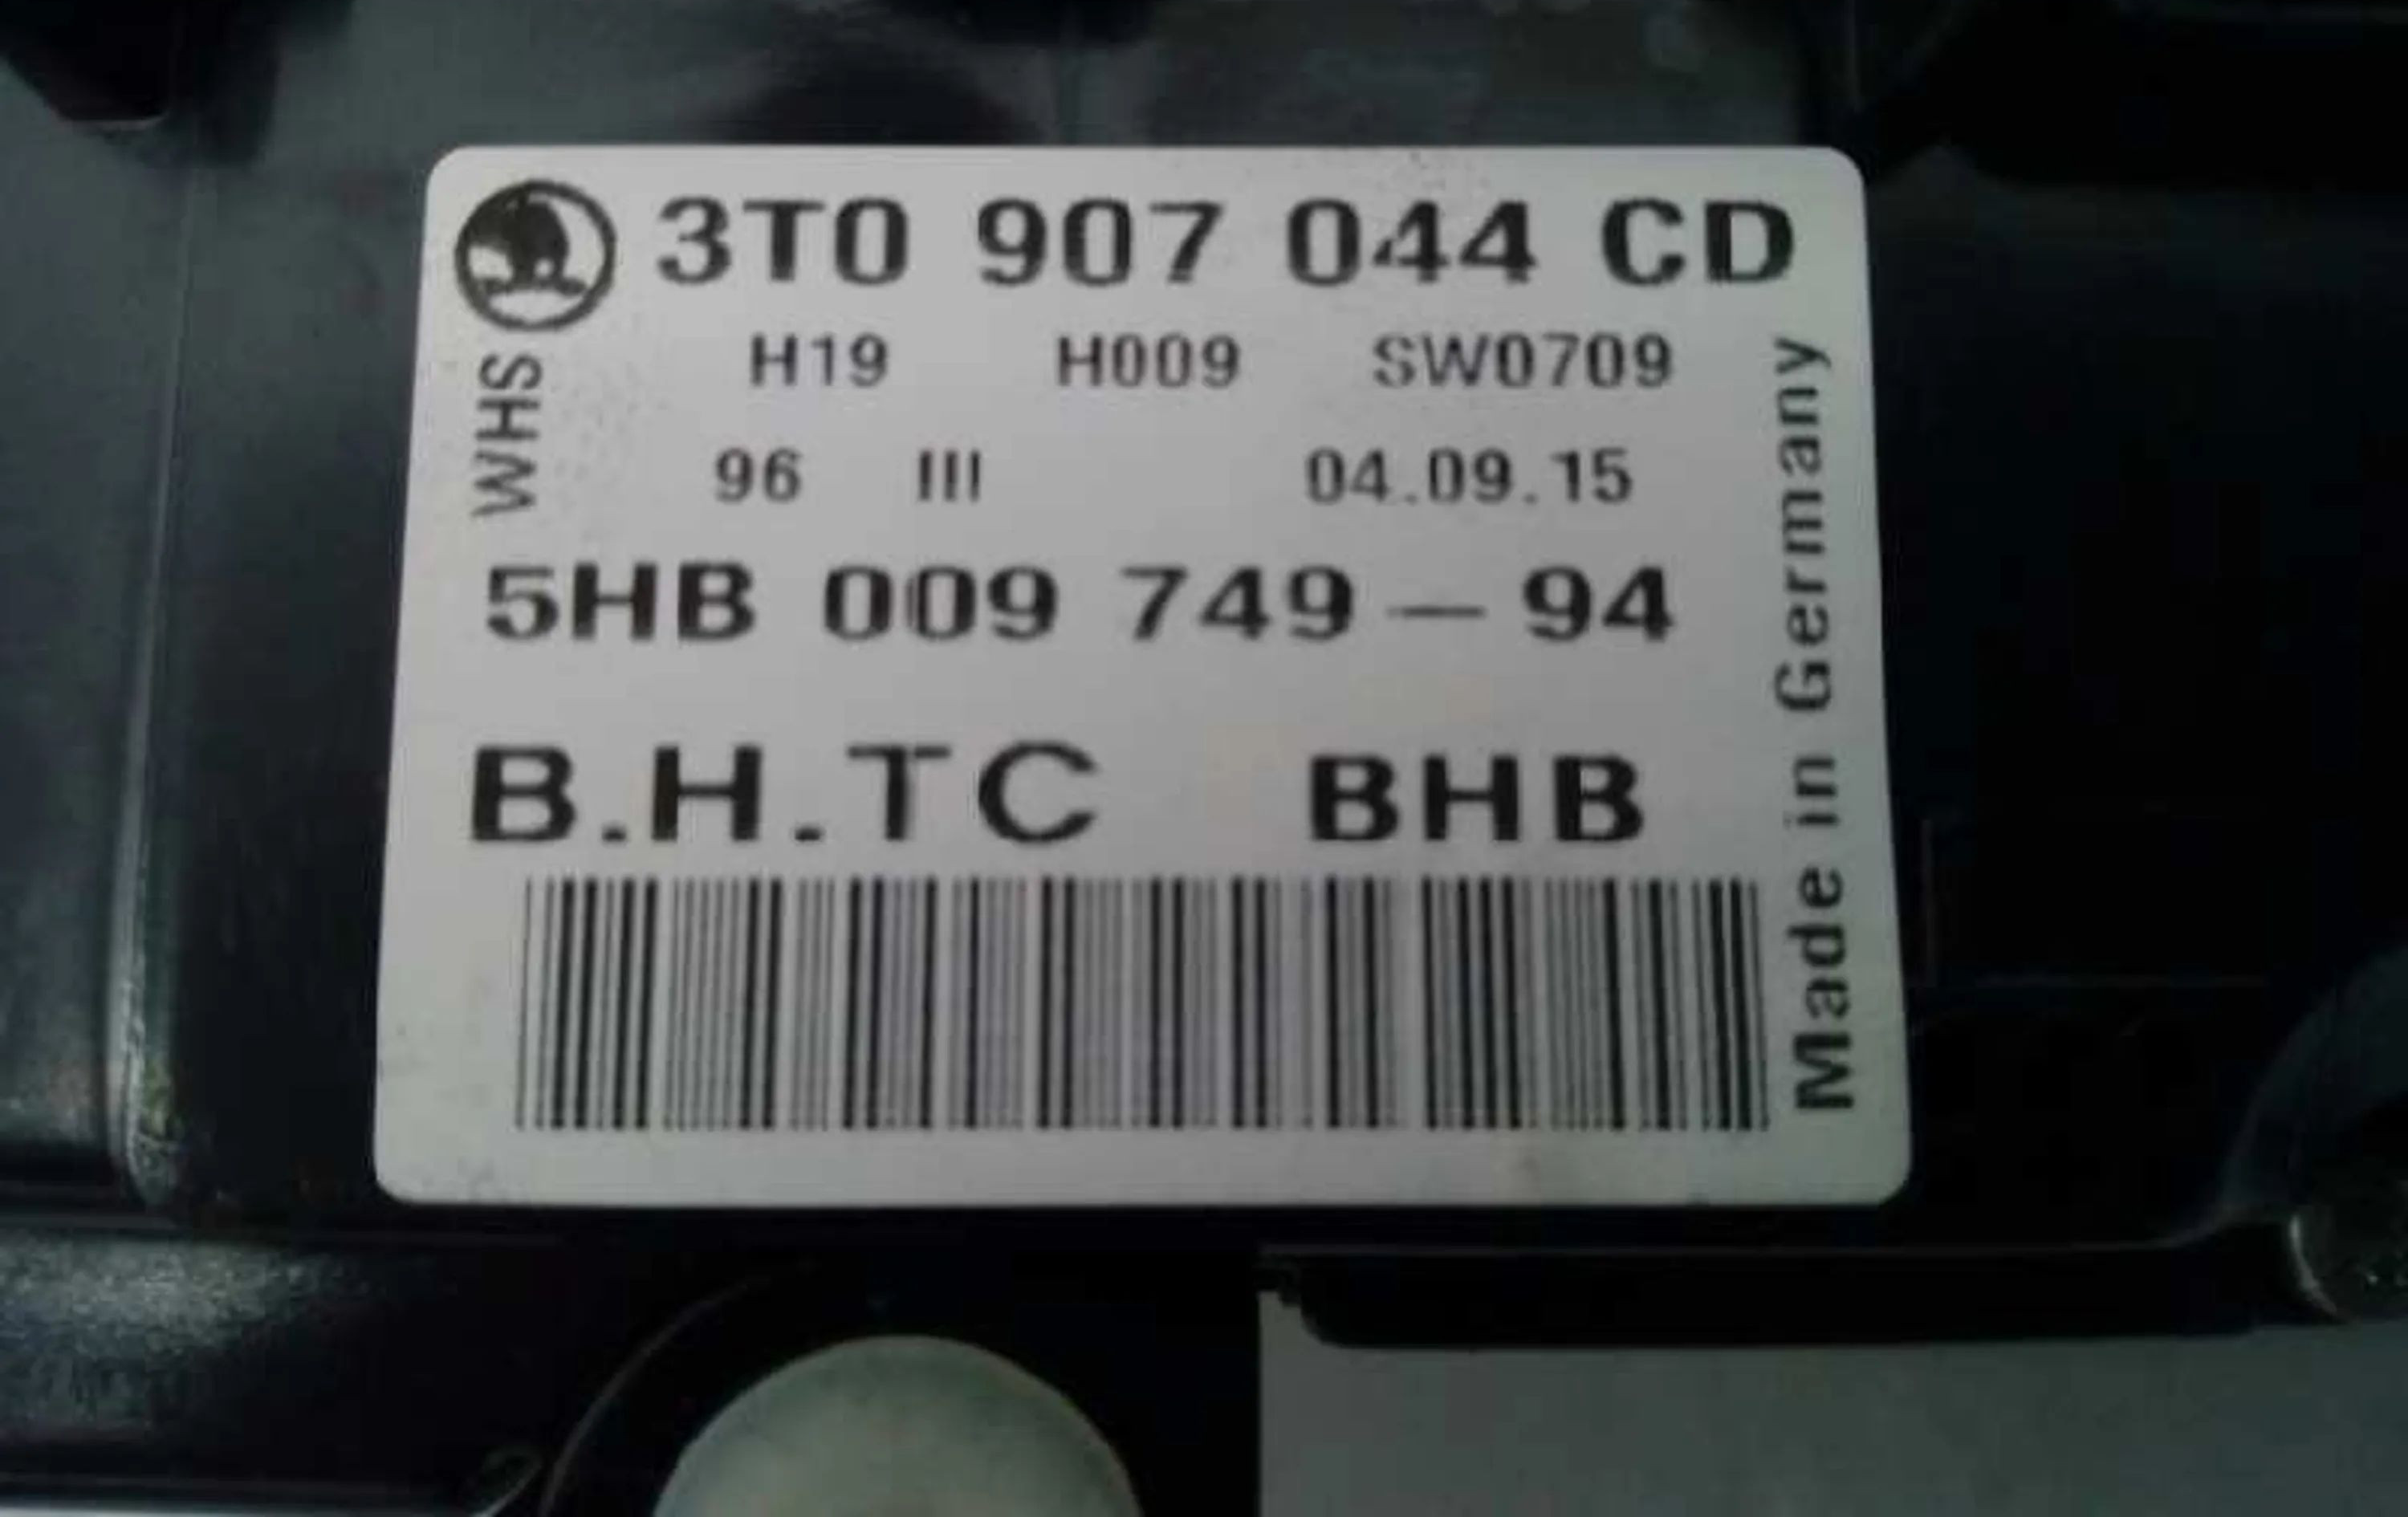 3T0 907 044 CD
H19 H009 SW0709
96 III 04.09.15
5HB 009 749 – 94
B.H.TC BHB
WHS
Made in Germany